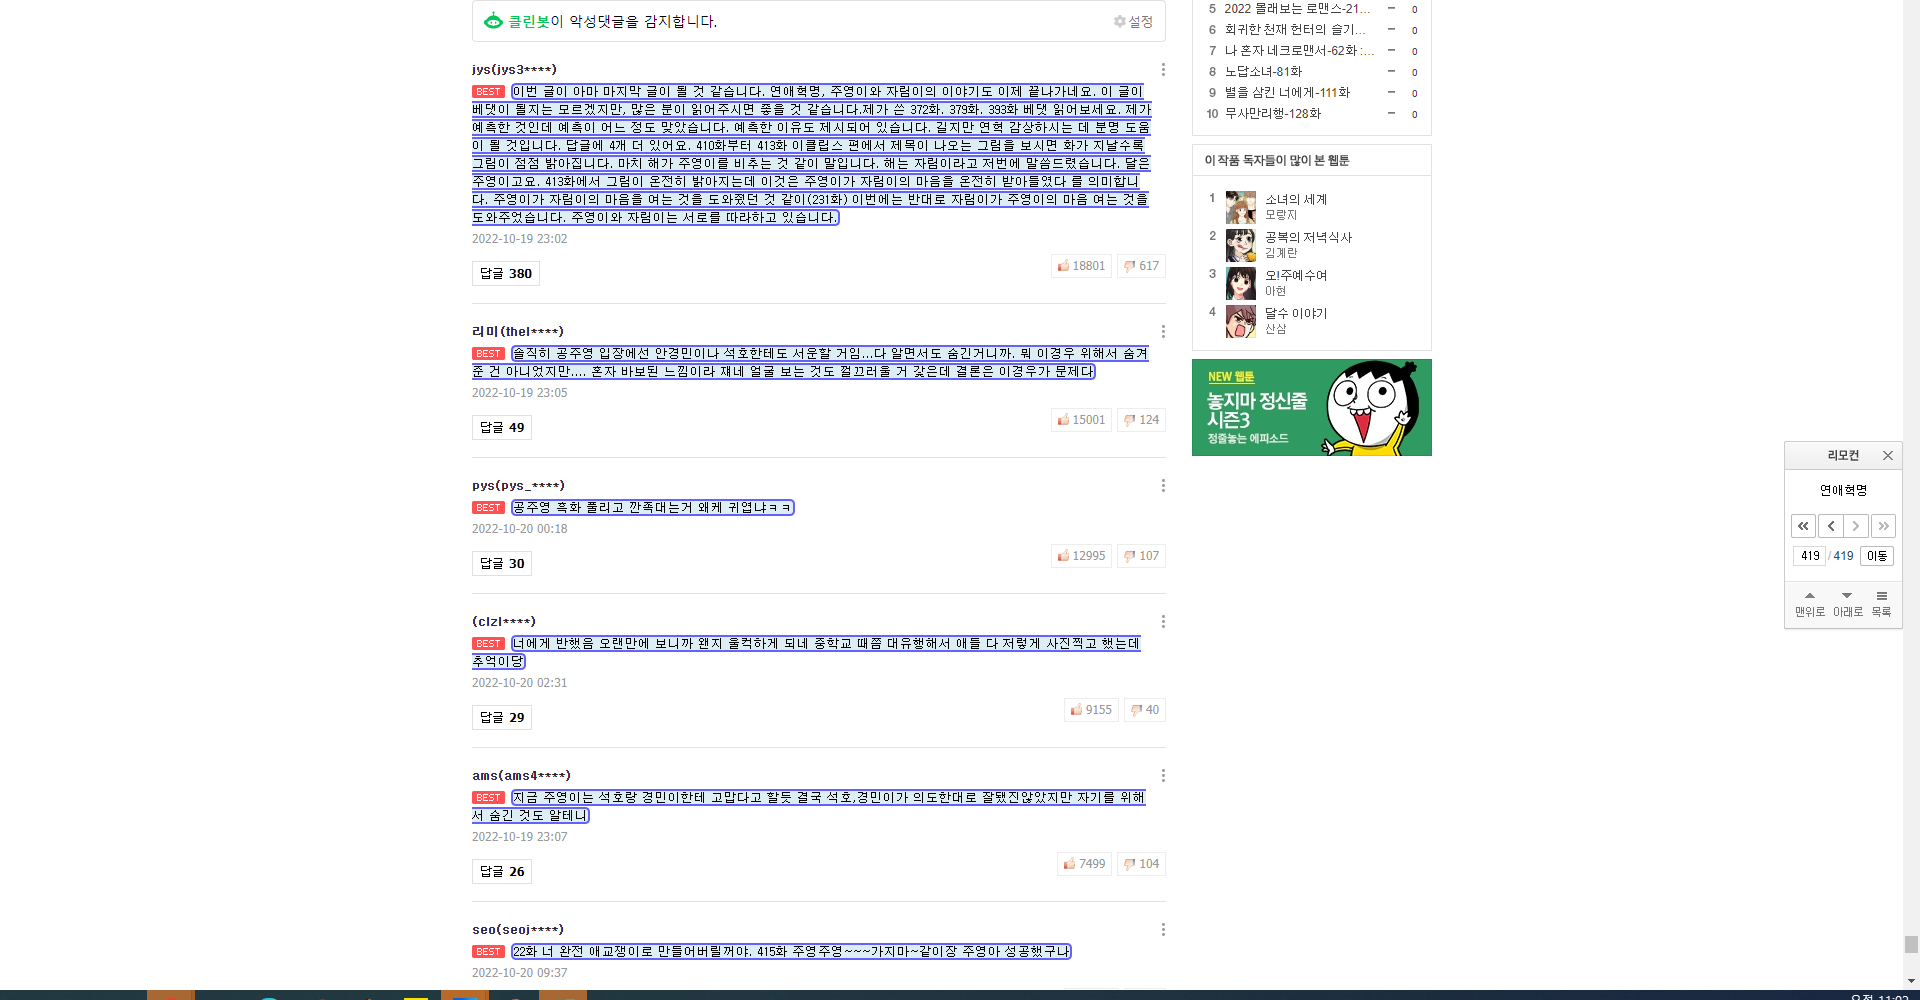 클린봇이 악성댓글을 감지합니다.
설정
jys(jys3****)
BEST 이번 글이 아마 마지막 글이 될 것 같습니다. 연애혁명, 주영이와 자림이의 이야기도 이제 끝나가네요. 이 글이
베댓이 될지는 모르겠지만, 많은 분이 읽어주시면 좋을 것 같습니다.제가 쓴 372화. 379화. 393화 베댓 읽어보세요. 제가
예측한 것인데 예측이 어느 정도 맞았습니다. 예측한 이유도 제시되어 있습니다. 길지만 연혁 감상하시는 데 분명 도움
이 될 것입니다. 답글에 4개 더 있어요. 410화부터 413화 이클립스 편에서 제목이 나오는 그림을 보시면 화가 지날수록
그림이 점점 밝아집니다. 마치 해가 주영이를 비추는 것 같이 말입니다. 해는 자림이라고 저번에 말씀드렸습니다. 달은
주영이고요. 413화에서 그림이 온전히 밝아지는데 이것은 주영이가 자림이의 마음을 온전히 받아들였다 를 의미합니
다. 주영이가 자림이의 마음을 여는 것을 도와줬던 것 같이(231화) 이번에는 반대로 자림이가 주영이의 마음 여는 것을
도와주었습니다. 주영이와 자림이는 서로를 따라하고 있습니다.
2022-10-19 23:02
답글 380
18801 617
리미(thel****)
BEST 솔직히 공주영 입장에선 안경민이나 석호한테도 서운할 거임...다 알면서도 숨긴거니까. 뭐 이경우 위해서 숨겨
준 건 아니었지만.... 혼자 바보된 느낌이라 쟤네 얼굴 보는 것도 껄끄러울 거 같은데 결론은 이경우가 문제다
2022-10-19 23:05
답글 49
15001 124
pys(pys_****)
BEST 공주영 흑화 풀리고 깐족대는거 왜케 귀엽냐ㅋㅋ
2022-10-20 00:18
답글 30
12995 107
(clzl****)
BEST 너에게 반했음 오랜만에 보니까 왠지 울컥하게 되네 중학교 때쯤 대유행해서 애들 다 저렇게 사진찍고 했는데
추억이당
2022-10-20 02:31
답글 29
9155 40
ams(ams4****)
BEST 지금 주영이는 석호랑 경민이한테 고맙다고 할듯 결국 석호,경민이가 의도한대로 잘됐진않았지만 자기를 위해
서 숨긴 것도 알테니
2022-10-19 23:07
답글 26
7499 104
seo(seoj****)
BEST 22화 너 완전 애교쟁이로 만들어버릴꺼야. 415화 주영주영~~~가지마~같이장 주영아 성공했구나
2022-10-20 09:37
5 2022 몰래보는 로맨스-21... 0
6 회귀한 천재 헌터의 슬기... 0
7 나 혼자 네크로맨서-62화 :... 0
8 노답소녀-81화 0
9 별을 삼킨 너에게-111화 0
10 무사만리행-128화 0
이 작품 독자들이 많이 본 웹툰
1 소녀의 세계
모랑지
2 공복의 저녁식사
김계란
3 오!주예수여
아현
4 달수 이야기
산삼
NEW 웹툰
놓지마 정신줄
시즌3
정줄놓는 에피소드
리모컨
연애혁명
419 / 419 이동
맨위로 아래로 목록